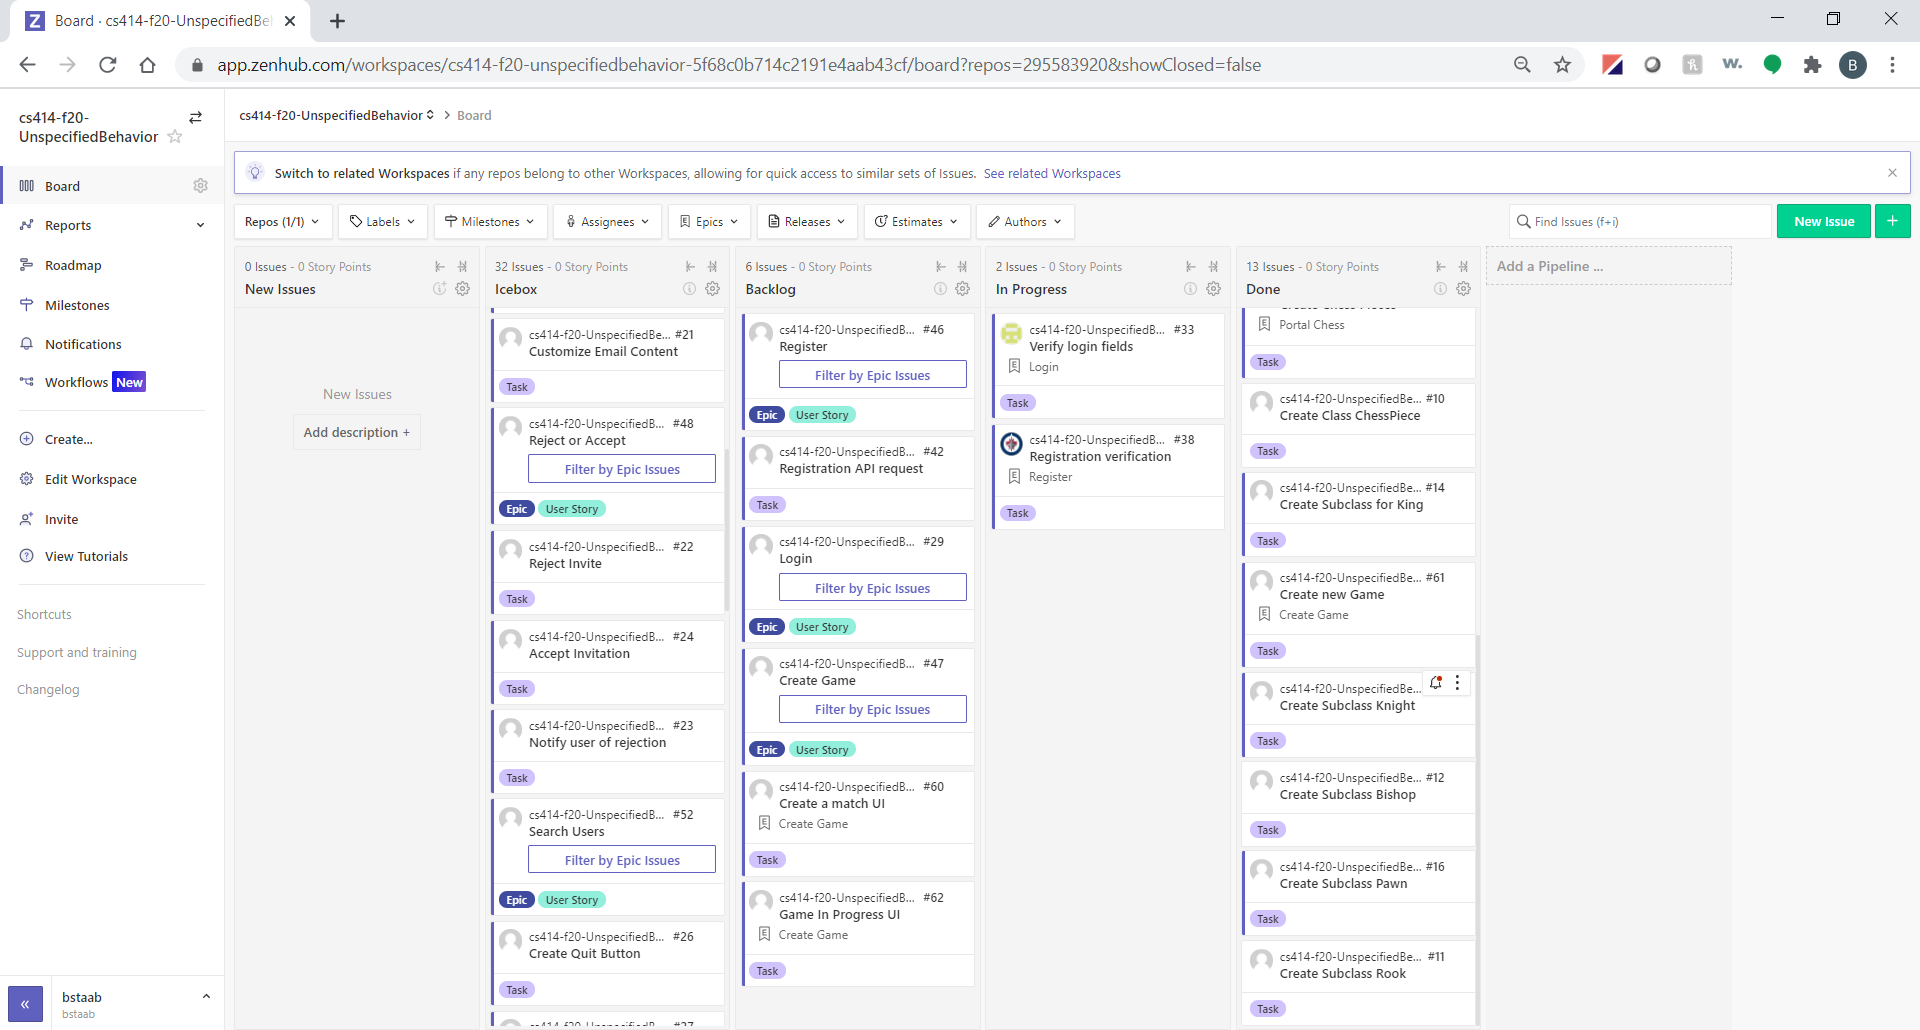 Board · cs414-f20-UnspecifiedBe
app.zenhub.com/workspaces/cs414-f20-unspecifiedbehavior-5f68c0b714c2191e4aab43cf/board?repos=295583920&showClosed=false
B
cs414-f20-
UnspecifiedBehavior
Board
Reports
Roadmap
Milestones
Notifications
Workflows New
Create...
Edit Workspace
Invite
View Tutorials
Shortcuts
Support and training
Changelog
bstaab
bstaab
cs414-f20-UnspecifiedBehavior > Board
Switch to related Workspaces if any repos belong to other Workspaces, allowing for quick access to similar sets of Issues. See related Workspaces
Repos (1/1)
Labels
Milestones
Assignees
Epics
Releases
Estimates
Authors
Find Issues (f+i)
New Issue
+
0 Issues - 0 Story Points
New Issues
New Issues
Add description +
32 Issues - 0 Story Points
Icebox
cs414-f20-UnspecifiedBe... #21
Customize Email Content
Task
cs414-f20-UnspecifiedB... #48
Reject or Accept
Filter by Epic Issues
Epic User Story
cs414-f20-UnspecifiedB... #22
Reject Invite
Task
cs414-f20-UnspecifiedB... #24
Accept Invitation
Task
cs414-f20-UnspecifiedB... #23
Notify user of rejection
Task
cs414-f20-UnspecifiedB... #52
Search Users
Filter by Epic Issues
Epic User Story
cs414-f20-UnspecifiedB... #26
Create Quit Button
Task
cs414-f20-UnspecifiedB... #27
6 Issues - 0 Story Points
Backlog
cs414-f20-UnspecifiedB... #46
Register
Filter by Epic Issues
Epic User Story
cs414-f20-UnspecifiedB... #42
Registration API request
Task
cs414-f20-UnspecifiedB... #29
Login
Filter by Epic Issues
Epic User Story
cs414-f20-UnspecifiedB... #47
Create Game
Filter by Epic Issues
Epic User Story
cs414-f20-UnspecifiedB... #60
Create a match UI
Create Game
Task
cs414-f20-UnspecifiedB... #62
Game In Progress UI
Create Game
Task
2 Issues - 0 Story Points
In Progress
cs414-f20-UnspecifiedB... #33
Verify login fields
Login
Task
cs414-f20-UnspecifiedB... #38
Registration verification
Register
Task
13 Issues - 0 Story Points
Done
Create Chess Pieces
Portal Chess
Task
cs414-f20-UnspecifiedBe... #10
Create Class ChessPiece
Task
cs414-f20-UnspecifiedBe... #14
Create Subclass for King
Task
cs414-f20-UnspecifiedBe... #61
Create new Game
Create Game
Task
cs414-f20-UnspecifiedBe...
Create Subclass Knight
Task
cs414-f20-UnspecifiedBe... #12
Create Subclass Bishop
Task
cs414-f20-UnspecifiedBe... #16
Create Subclass Pawn
Task
cs414-f20-UnspecifiedBe... #11
Create Subclass Rook
Task
Add a Pipeline ...